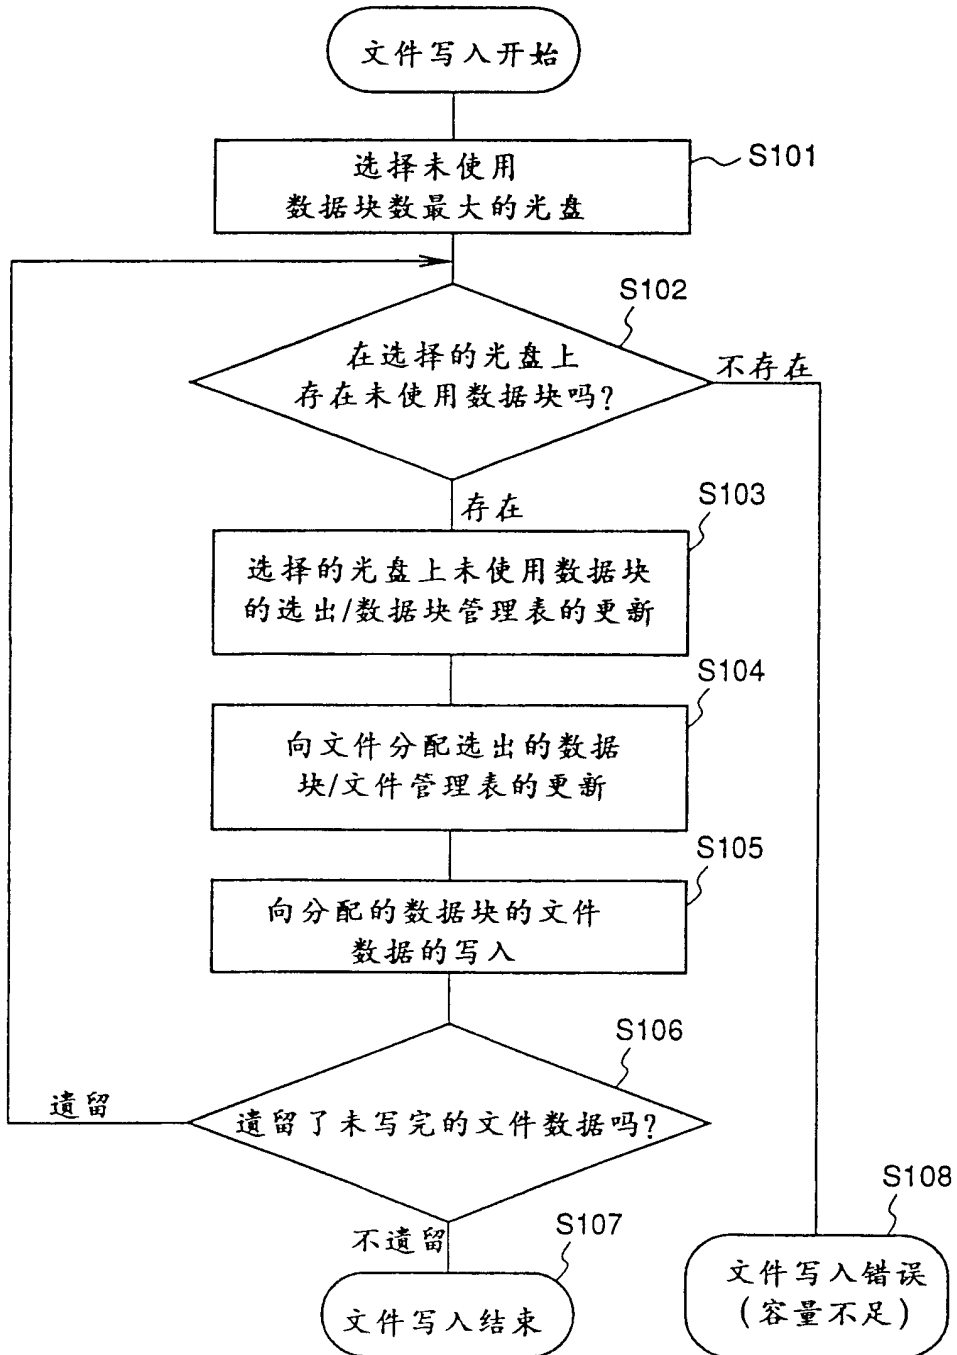 文件写入开始
S101
选择未使用
数据块数最大的光盘
S102
在选择的光盘上
存在未使用数据块吗?
不存在
存在
S103
选择的光盘上未使用数据块
的选出/数据块管理表的更新
S104
向文件分配选出的数据
块/文件管理表的更新
S105
向分配的数据块的文件
数据的写入
S106
遗留了未写完的文件数据吗?
遗留
不遗留
S107
文件写入结束
S108
文件写入错误
(容量不足)